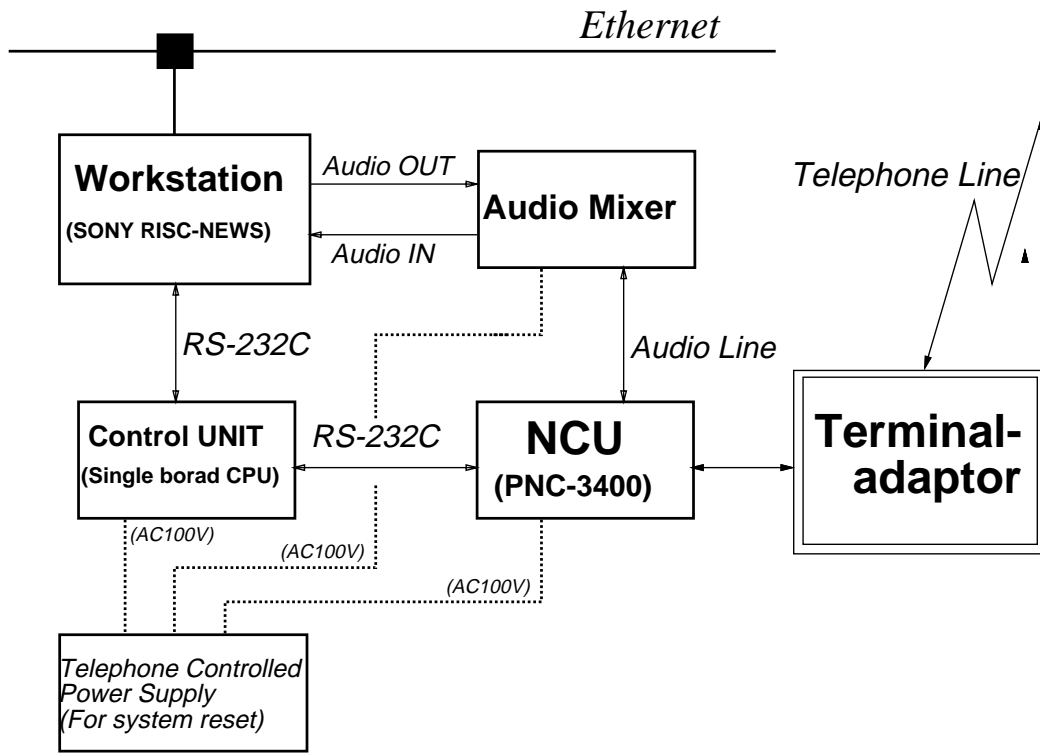 Ethernet
Workstation
(SONY RISC-NEWS)
Audio OUT
Audio IN
Audio Mixer
Telephone Line
RS-232C
Audio Line
Control UNIT
(Single borad CPU)
RS-232C
NCU
(PNC-3400)
Terminal-
adaptor
(AC100V)
(AC100V)
(AC100V)
Telephone Controlled
Power Supply
(For system reset)